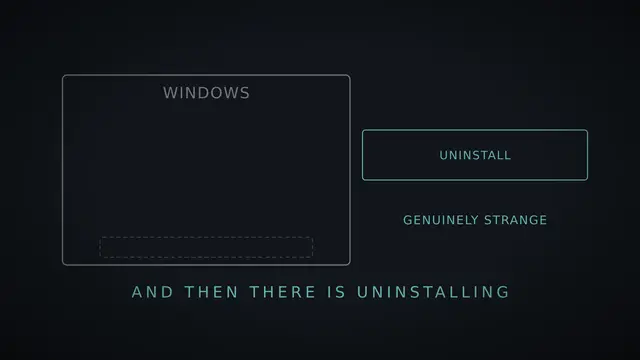 WINDOWS
UNINSTALL
GENUINELY STRANGE
AND THEN THERE IS UNINSTALLING